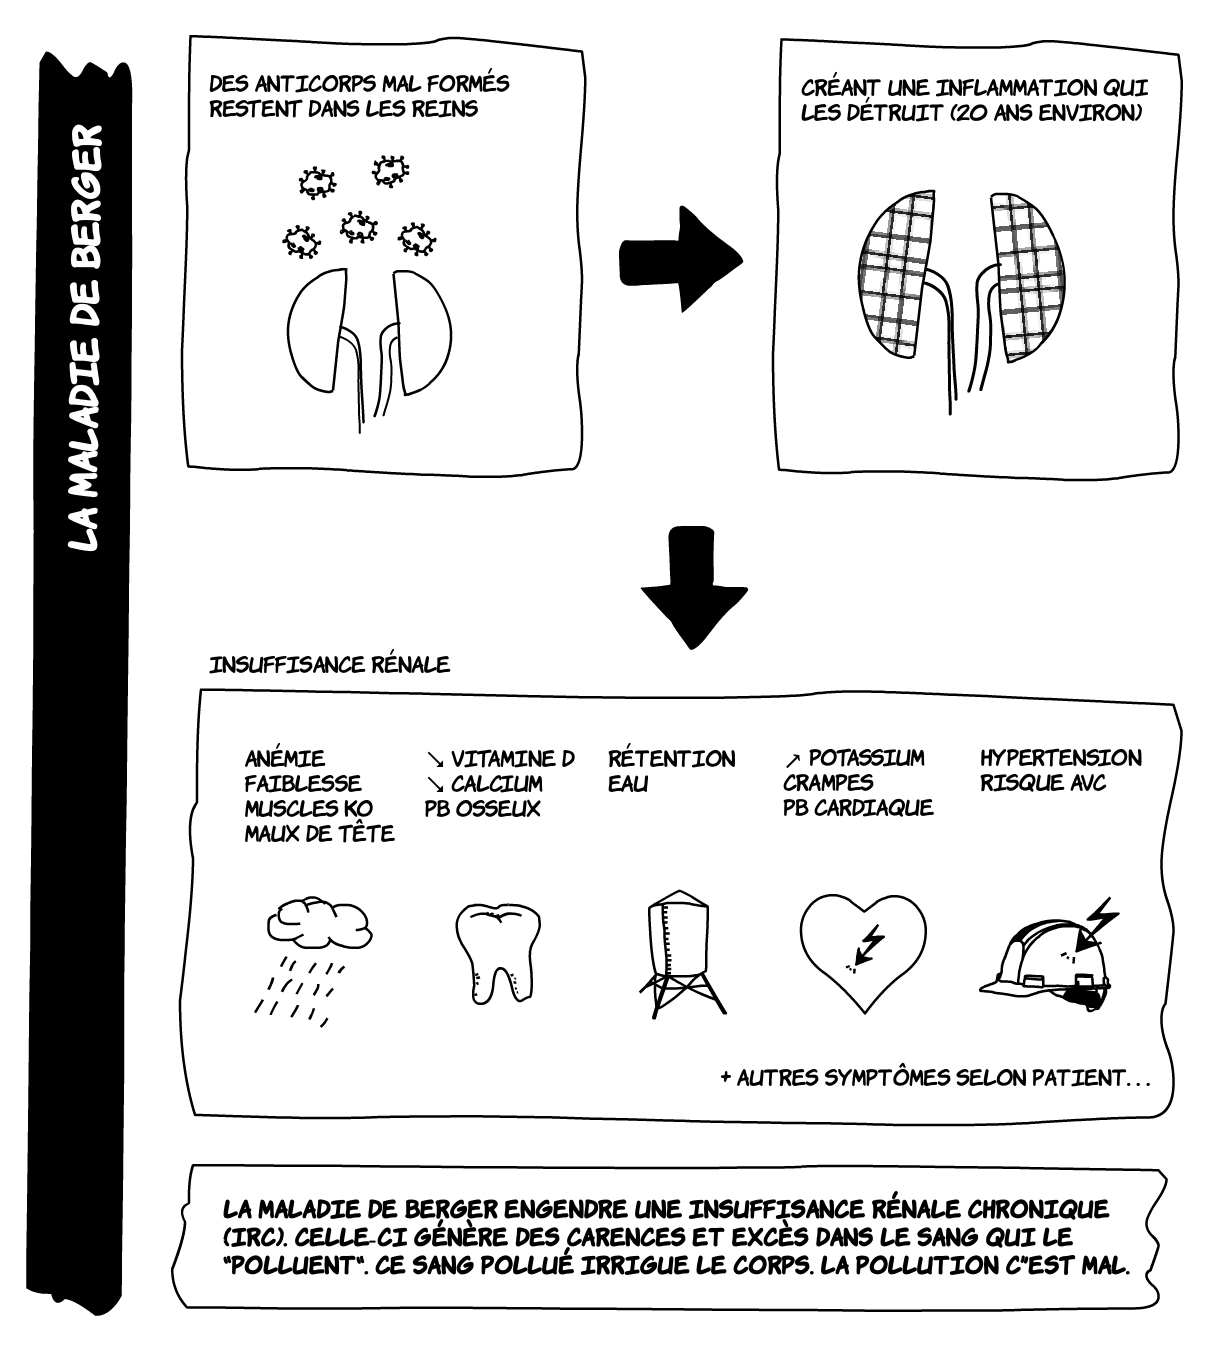 LA MALADIE DE BERGER
DES ANTICORPS MAL FORMÉS
RESTENT DANS LES REINS
CRÉANT UNE INFLAMMATION QUI
LES DÉTRUIT (20 ANS ENVIRON)
INSUFFISANCE RÉNALE
ANÉMIE
FAIBLESSE
MUSCLES KO
MAUX DE TÊTE
↘ VITAMINE D
↘ CALCIUM
PB OSSEUX
RÉTENTION
EAU
↗ POTASSIUM
CRAMPES
PB CARDIAQUE
HYPERTENSION
RISQUE AVC
+ AUTRES SYMPTÔMES SELON PATIENT...
LA MALADIE DE BERGER ENGENDRE UNE INSUFFISANCE RÉNALE CHRONIQUE
(IRC). CELLE-CI GÉNÈRE DES CARENCES ET EXCÈS DANS LE SANG QUI LE
"POLLUENT". CE SANG POLLUÉ IRRIGUE LE CORPS. LA POLLUTION C"EST MAL.